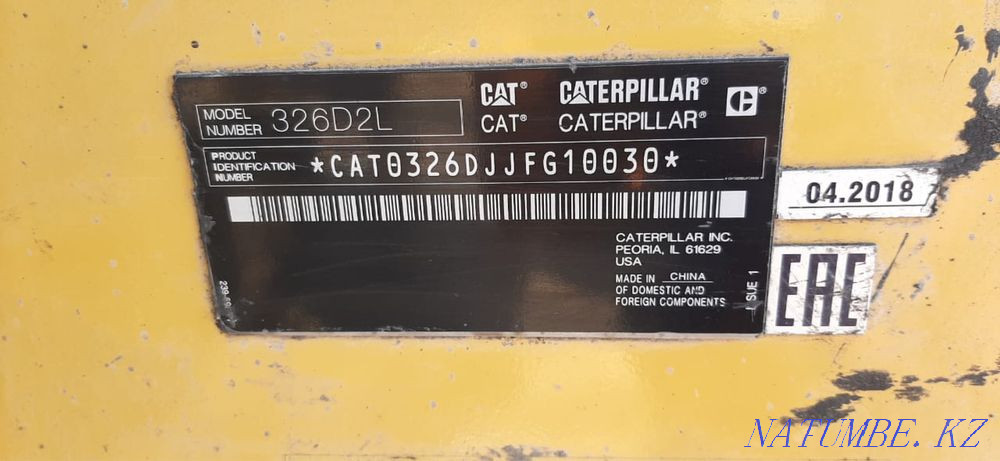 CAT® CATERPILLAR®
CAT® CATERPILLAR®
MODEL NUMBER 326D2L
PRODUCT IDENTIFICATION NUMBER *CAT0326DJJFG10030*
04.2018
CATERPILLAR INC.
PEORIA, IL 61629
USA
MADE IN CHINA
OF DOMESTIC AND
FOREIGN COMPONENTS
EAC
NATUMBE.KZ